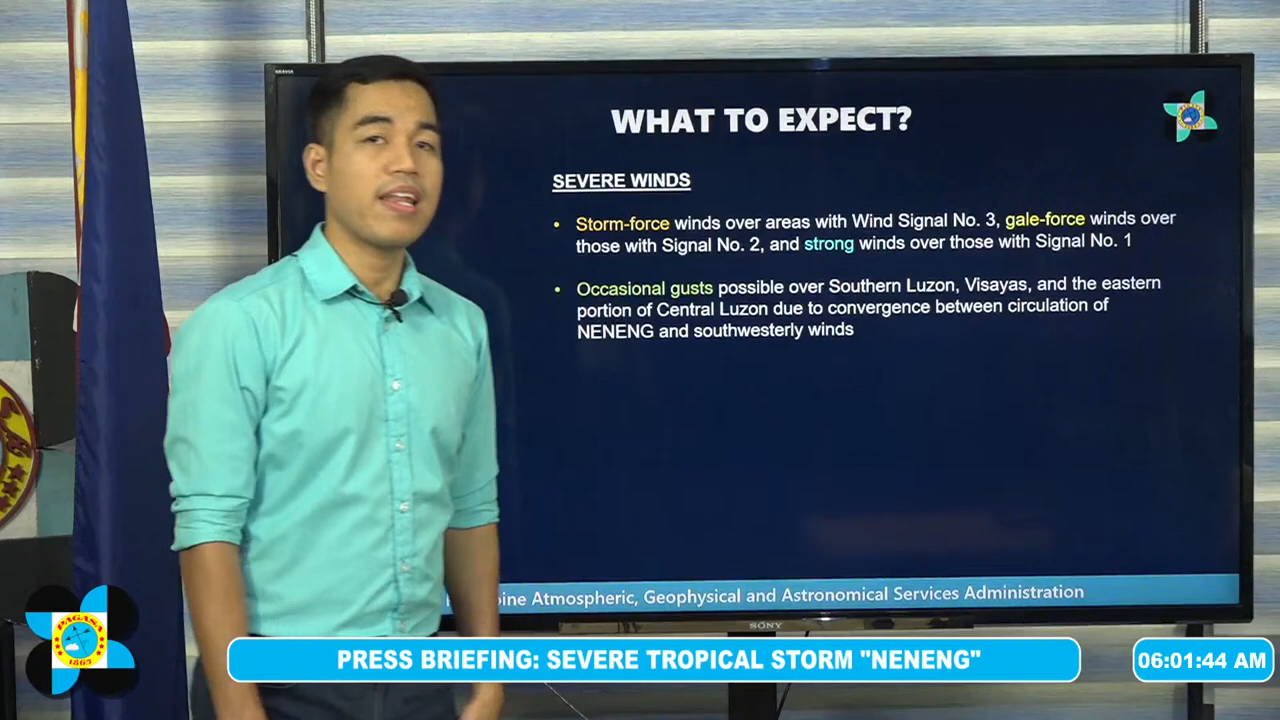 BRAVIA
WHAT TO EXPECT?
SEVERE WINDS
• Storm-force winds over areas with Wind Signal No. 3, gale-force winds over
those with Signal No. 2, and strong winds over those with Signal No. 1
• Occasional gusts possible over Southern Luzon, Visayas, and the eastern
portion of Central Luzon due to convergence between circulation of
NENENG and southwesterly winds
Atmospheric, Geophysical and Astronomical Services Administration
SONY
PAGASA
1865
PRESS BRIEFING: SEVERE TROPICAL STORM "NENENG"
06:01:44 AM